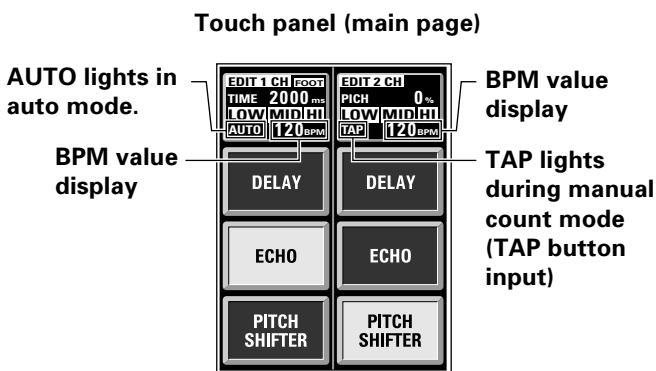 Touch panel (main page)
AUTO lights in
auto mode.
BPM value
display
EDIT 1 CH FOOT
TIME 2000 ms
LOW MID HI
AUTO 120 BPM
DELAY
ECHO
PITCH
SHIFTER
EDIT 2 CH
PICH 0 %
LOW MID HI
TAP 120 BPM
DELAY
ECHO
PITCH
SHIFTER
BPM value
display
TAP lights
during manual
count mode
(TAP button
input)